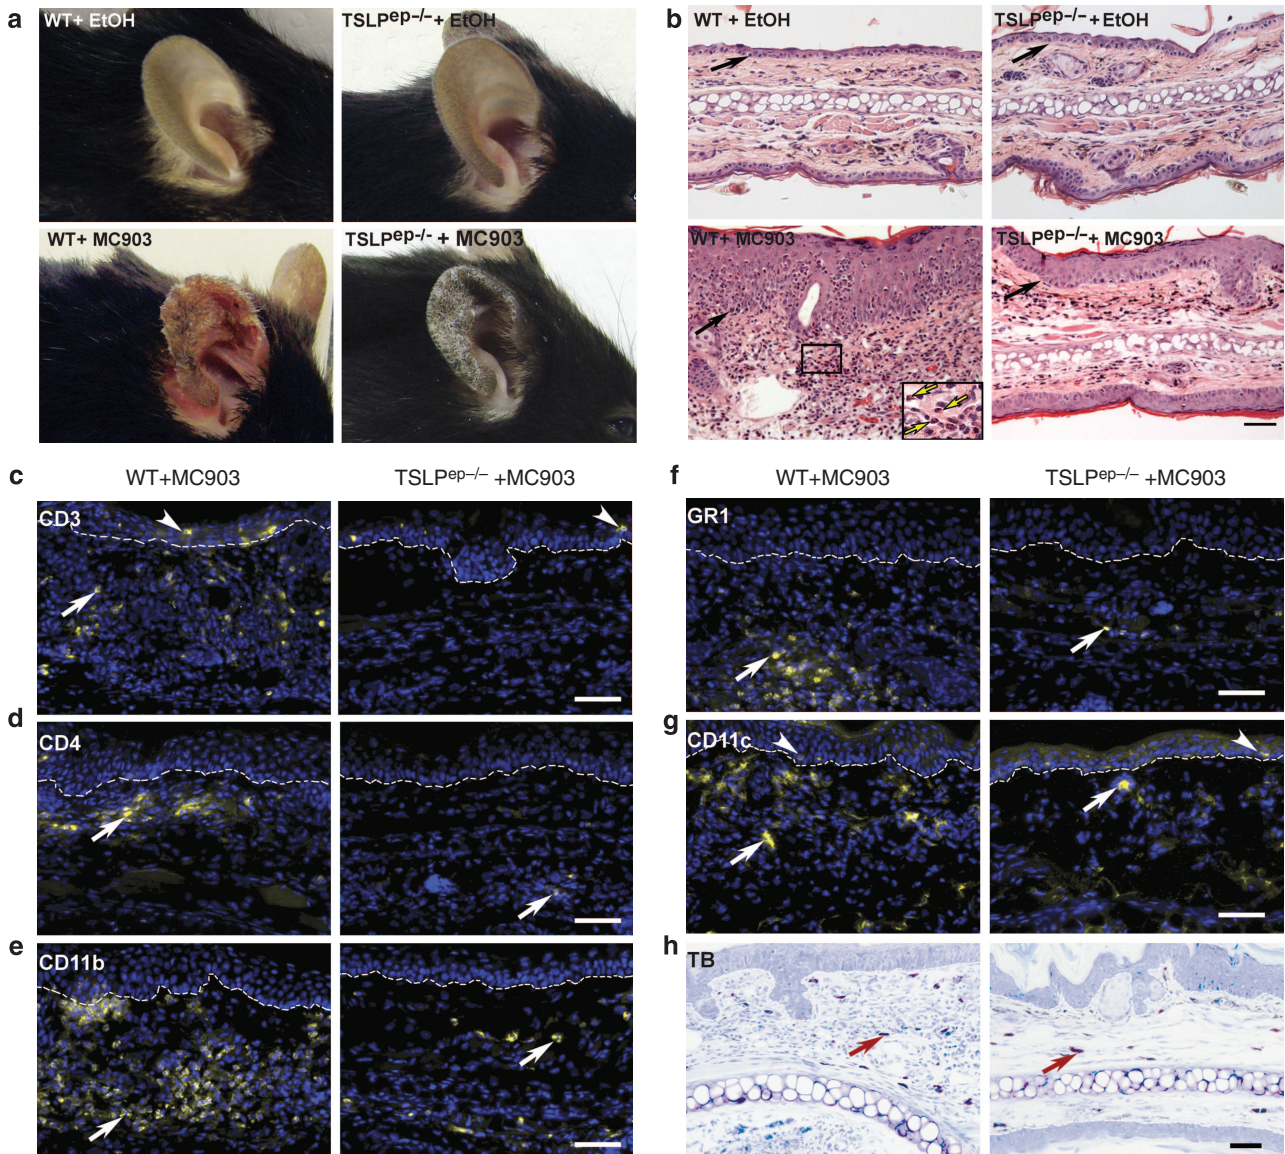 a
WT + EtOH
TSLPep–/– + EtOH
WT+ MC903
TSLPep–/– + MC903
b
WT + EtOH
TSLPep–/– + EtOH
WT+ MC903
TSLPep–/–+ MC903
c
WT+MC903
TSLPep–/– +MC903
CD3
d
CD4
e
CD11b
f
WT+MC903
TSLPep–/– +MC903
GR1
g
CD11c
h
TB